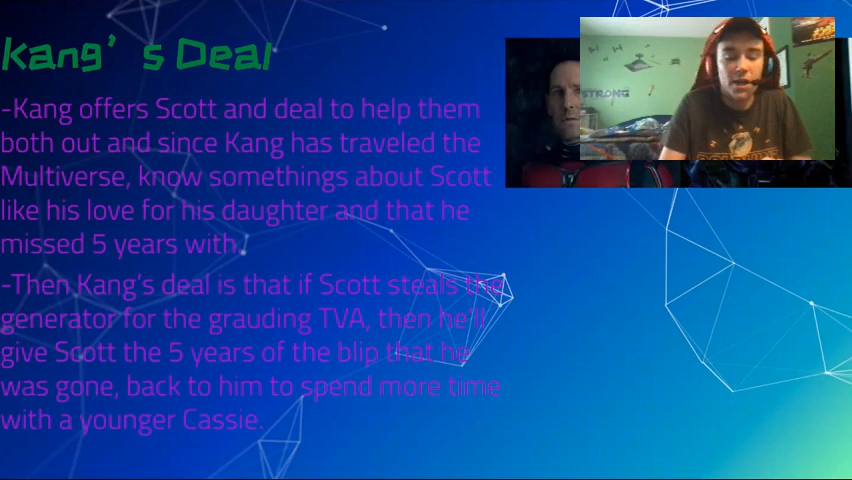 Kang's Deal
-Kang offers Scott and deal to help them
both out and since Kang has traveled the
Multiverse, know somethings about Scott
like his love for his daughter and that he
missed 5 years with.
-Then Kang's deal is that if Scott steals the
generator for the grauding TVA, then he'll
give Scott the 5 years of the blip that he
was gone, back to him to spend more time
with a younger Cassie.
STRONG